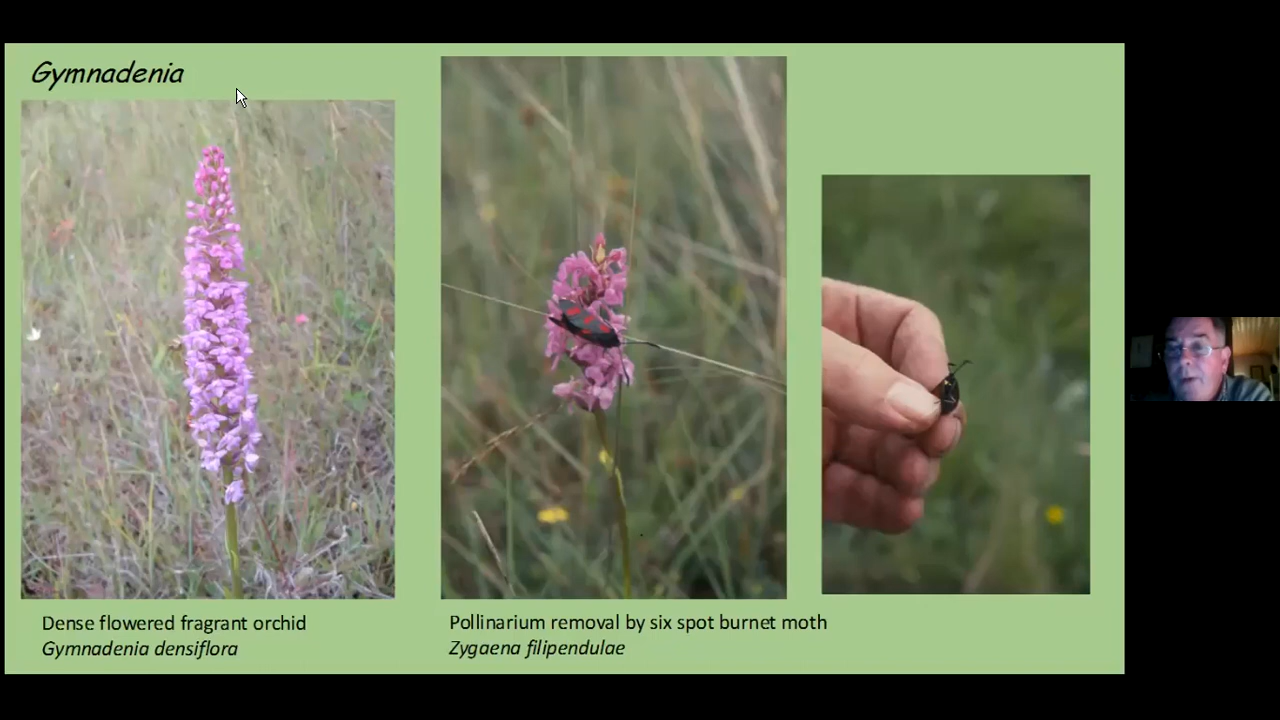 Gymnadenia
Dense flowered fragrant orchid
Gymnadenia densiflora
Pollinarium removal by six spot burnet moth
Zygaena filipendulae